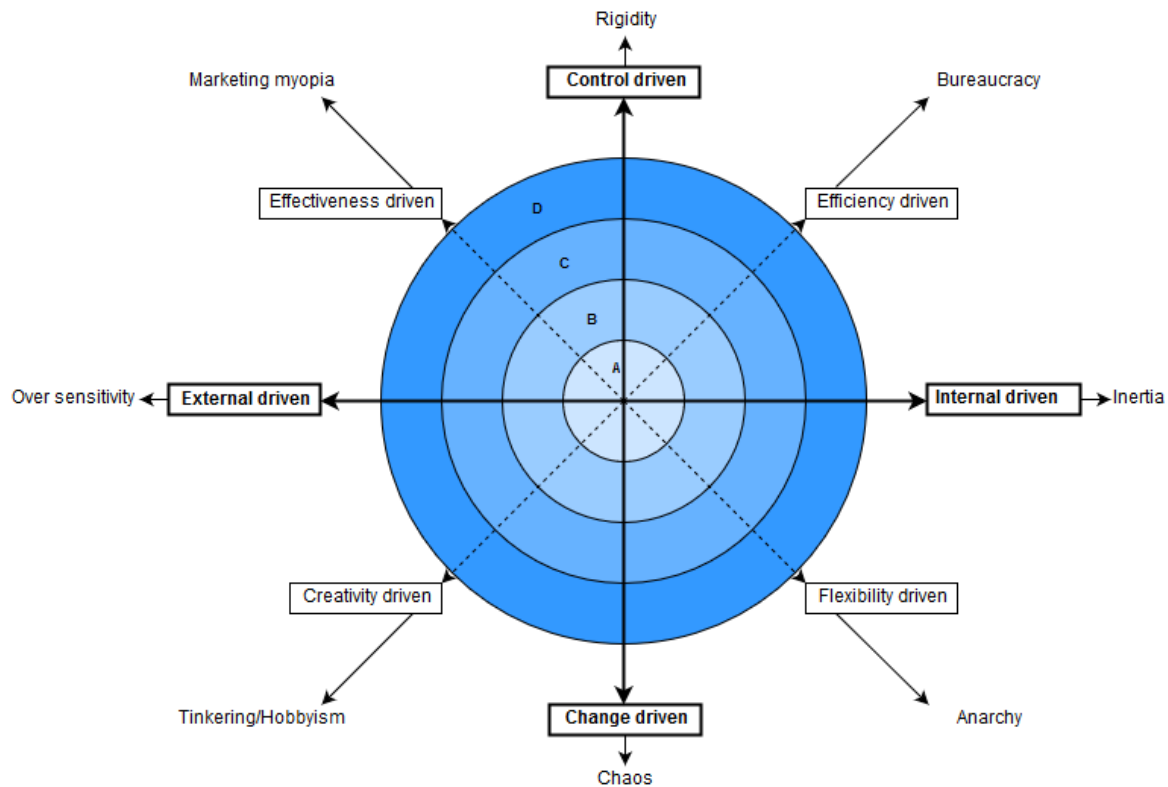 Rigidity
Control driven
Marketing myopia
Bureaucracy
Effectiveness driven
Efficiency driven
D
C
B
A
Over sensitivity
External driven
Internal driven
Inertia
Creativity driven
Flexibility driven
Tinkering/Hobbyism
Change driven
Anarchy
Chaos